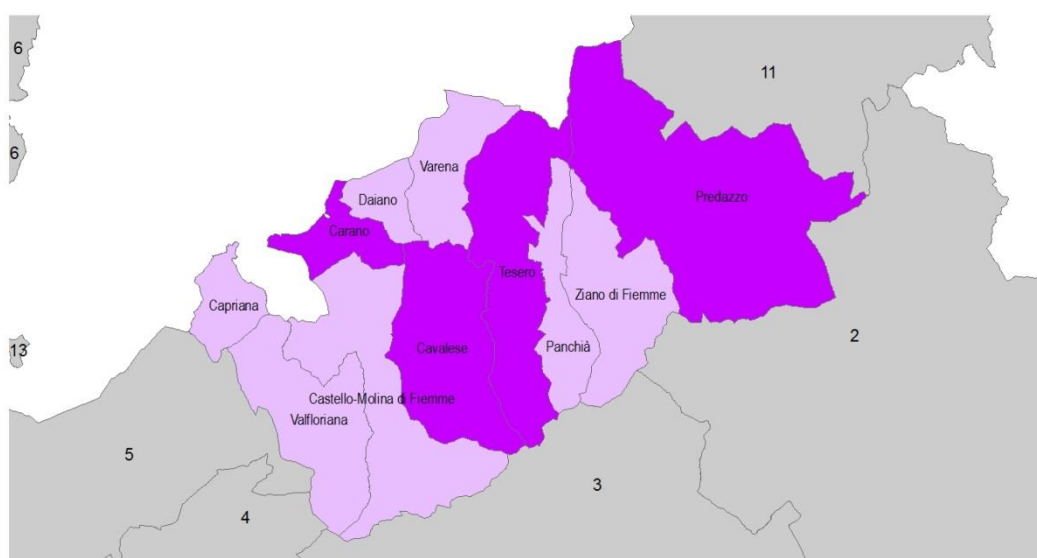 6
11
6
Varena
Daiano
Predazzo
Carano
Tesero
Ziano di Fiemme
Capriana
2
13
Cavalese
Panchià
Castello-Molina di Fiemme
Valfloriana
5
3
4